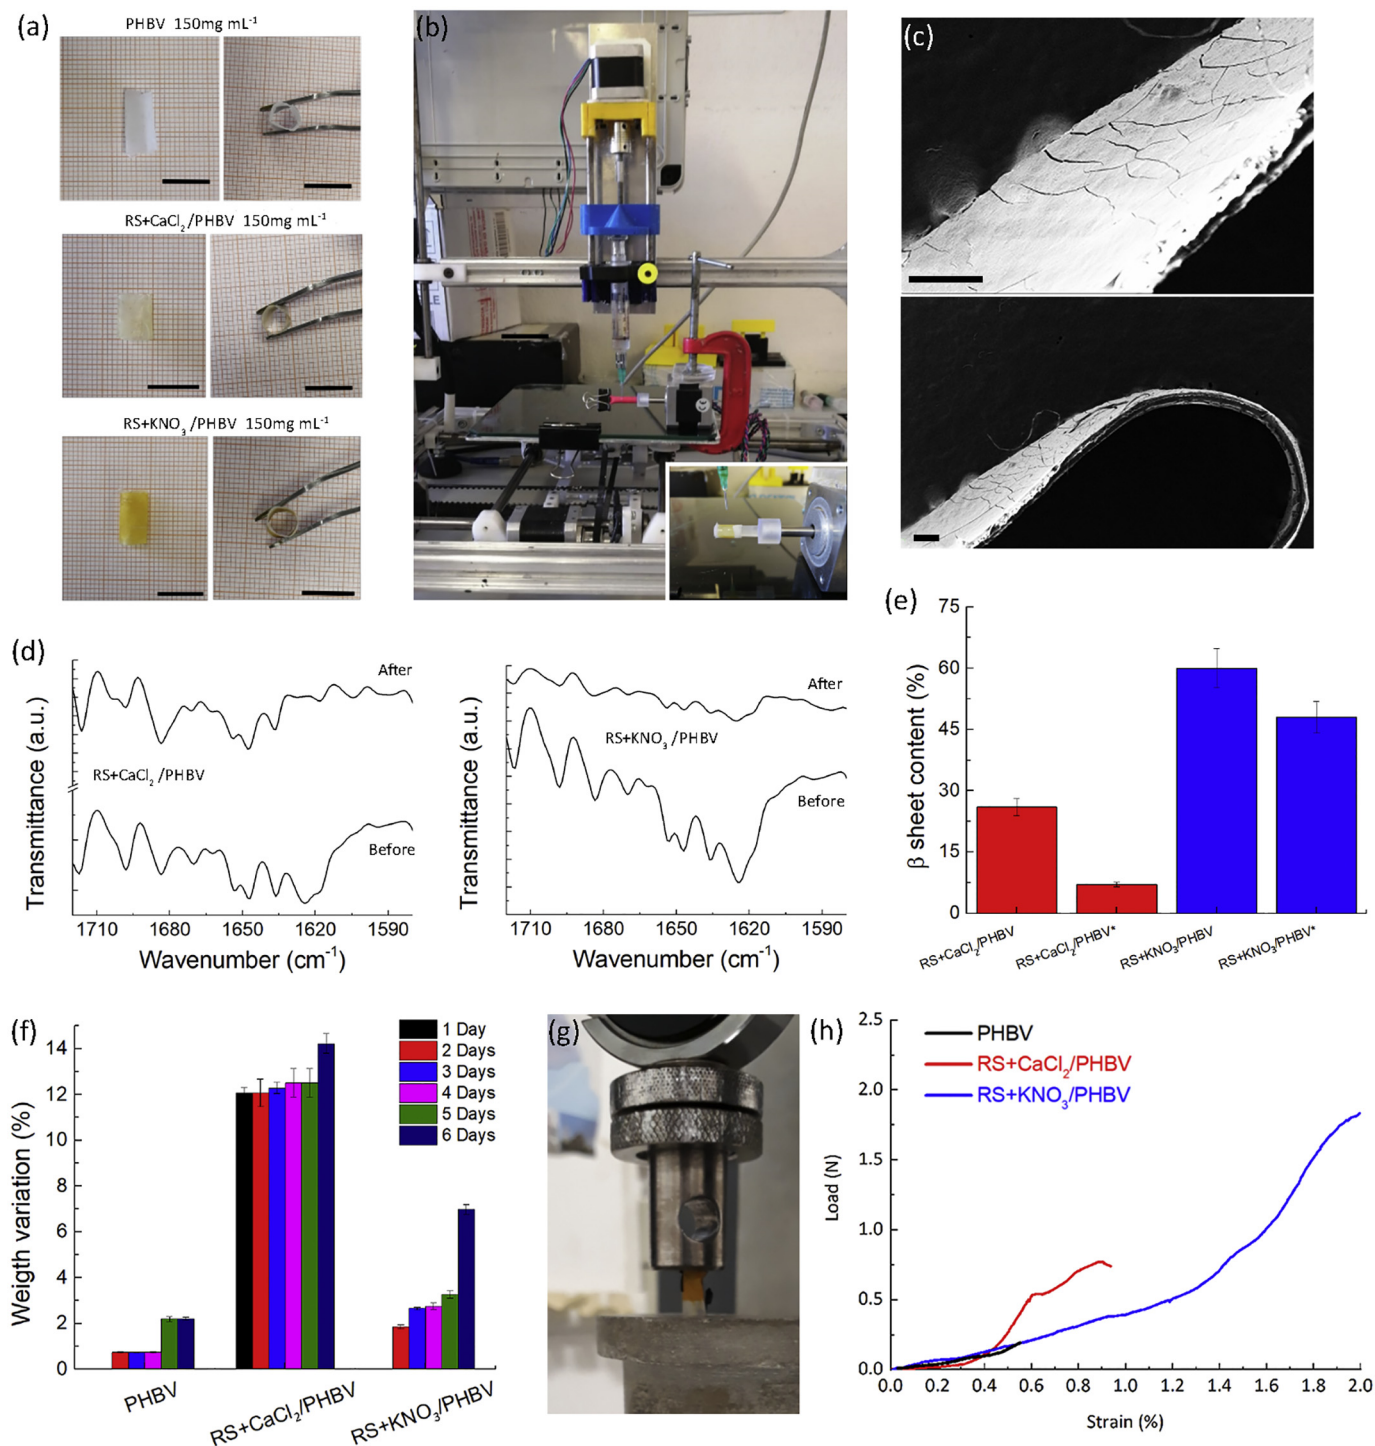 (a)
PHBV 150mg mL⁻¹
RS+CaCl₂/PHBV 150mg mL⁻¹
RS+KNO₃/PHBV 150mg mL⁻¹
(b)
(c)
(d)
Transmittance (a.u.)
After
RS+CaCl₂/PHBV
Before
1710 1680 1650 1620 1590
Wavenumber (cm⁻¹)
Transmittance (a.u.)
After
RS+KNO₃/PHBV
Before
1710 1680 1650 1620 1590
Wavenumber (cm⁻¹)
(e)
β sheet content (%)
75
60
45
30
15
0
RS+CaCl₂/PHBV
RS+CaCl₂/PHBV*
RS+KNO₃/PHBV
RS+KNO₃/PHBV*
(f)
Weigth variation (%)
14
12
10
8
6
4
2
0
1 Day
2 Days
3 Days
4 Days
5 Days
6 Days
PHBV
RS+CaCl₂/PHBV
RS+KNO₃/PHBV
(g)
(h)
Load (N)
2.5
2.0
1.5
1.0
0.5
0.0
PHBV
RS+CaCl₂/PHBV
RS+KNO₃/PHBV
0.0 0.2 0.4 0.6 0.8 1.0 1.2 1.4 1.6 1.8 2.0
Strain (%)